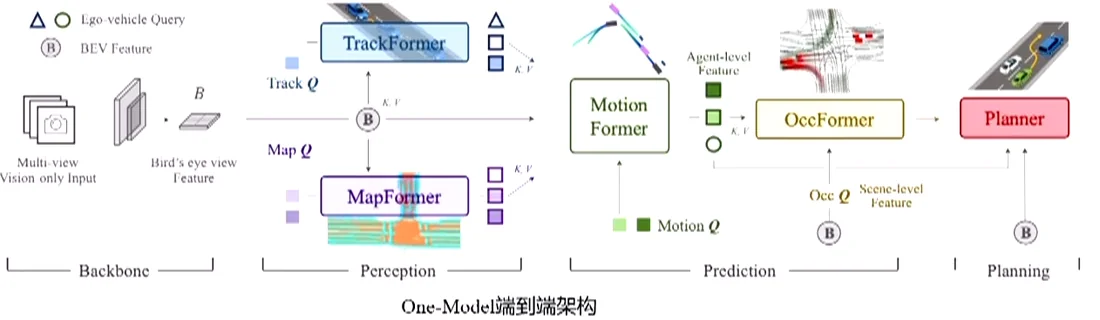 Ego-vehicle Query
B
BEV Feature
B
Multi-view
Vision only Input
Bird's eye view
Feature
Backbone
TrackFormer
Track Q
K, V
B
K, V
Map Q
MapFormer
K, V
Perception
Motion
Former
Motion Q
Agent-level
Feature
K, V
OccFormer
Occ Q
Scene-level
Feature
B
Prediction
Planner
B
Planning
One-Model端到端架构